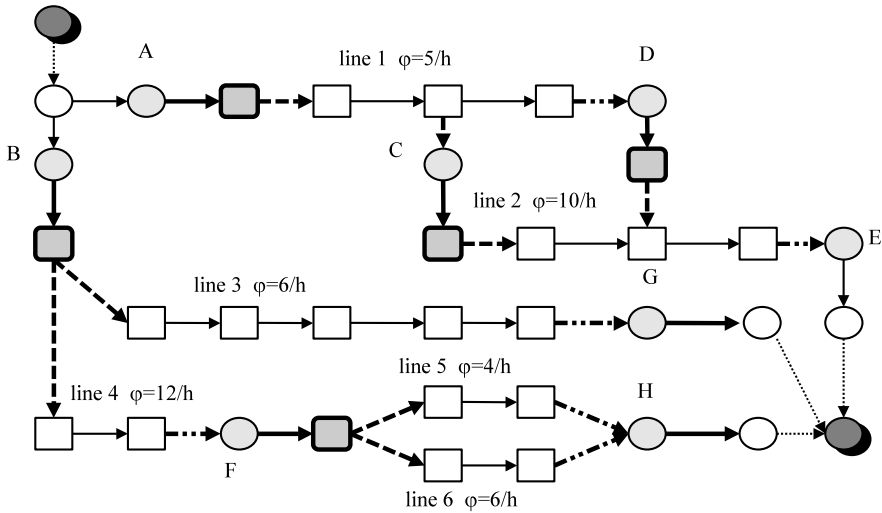 A
line 1 φ=5/h
D
B
C
line 2 φ=10/h
E
G
line 3 φ=6/h
line 5 φ=4/h
line 4 φ=12/h
H
F
line 6 φ=6/h